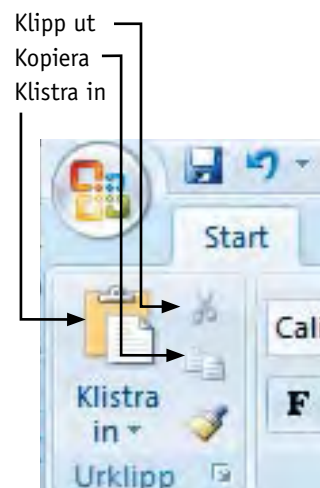 Klipp ut
Kopiera
Klistra in
Start
Cali
Klistra
in
F
Urklipp